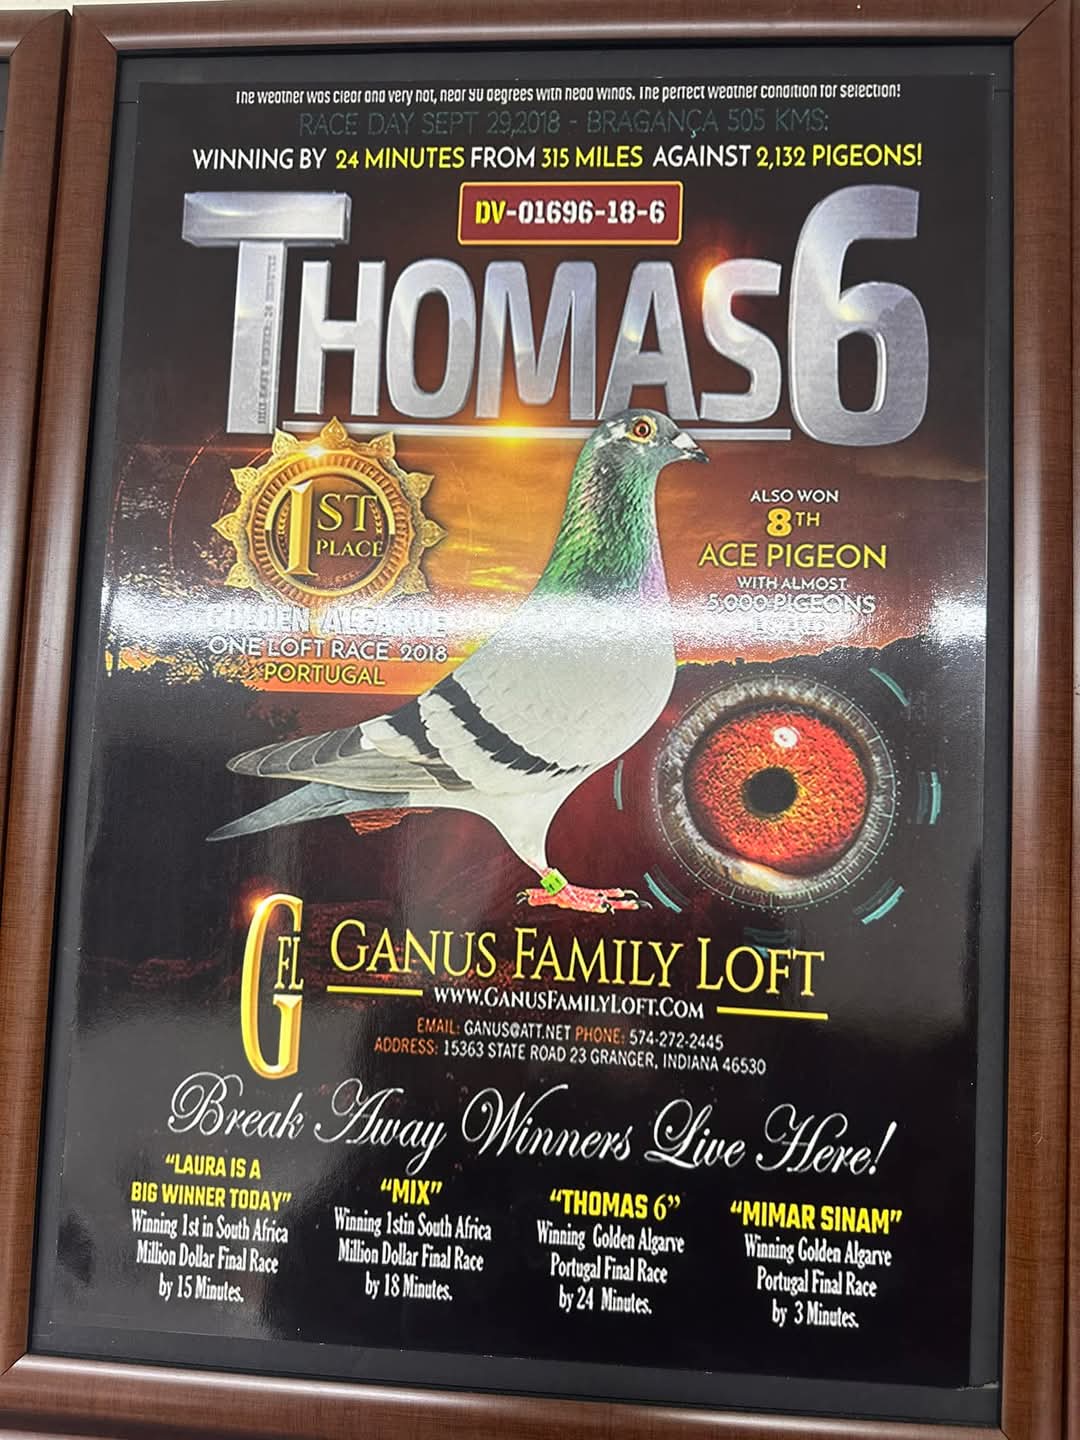 The weather was clear and very hot, near 90 degrees with head winds. The perfect weather condition for selection!
RACE DAY SEPT 29,2018 - BRAGANÇA 505 KMS:
WINNING BY 24 MINUTES FROM 315 MILES AGAINST 2,132 PIGEONS!
DV-01696-18-6
THOMAS 6
1ST
PLACE
GOLDEN ALGARVE
ONE LOFT RACE 2018
PORTUGAL
ALSO WON
8TH
ACE PIGEON
WITH ALMOST
5,000 PIGEONS
GFL
GANUS FAMILY LOFT
WWW.GANUSFAMILYLOFT.COM
EMAIL: GANUS@ATT.NET PHONE: 574-272-2445
ADDRESS: 15363 STATE ROAD 23 GRANGER, INDIANA 46530
Break Away Winners Live Here!
"LAURA IS A
BIG WINNER TODAY"
Winning 1st in South Africa
Million Dollar Final Race
by 15 Minutes.
"MIX"
Winning 1stin South Africa
Million Dollar Final Race
by 18 Minutes.
"THOMAS 6"
Winning Golden Algarve
Portugal Final Race
by 24 Minutes.
"MIMAR SINAM"
Winning Golden Algarve
Portugal Final Race
by 3 Minutes.